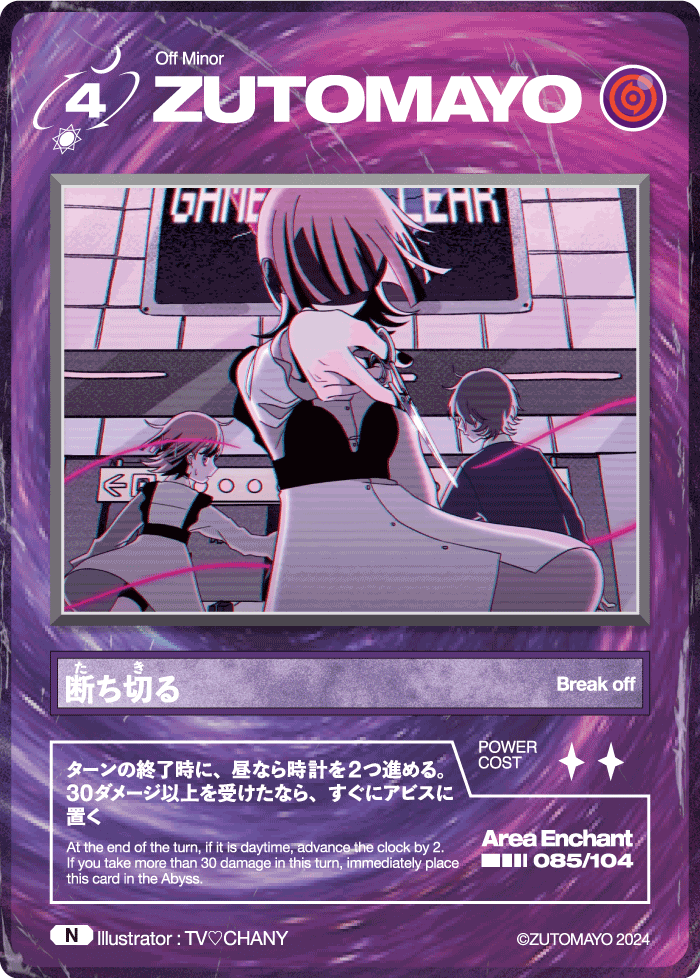 Off Minor
4
ZUTOMAYO
GAME CLEAR
た き
断ち切る
Break off
ターンの終了時に、昼なら時計を2つ進める。
30ダメージ以上を受けたなら、すぐにアビスに
置く
At the end of the turn, if it is daytime, advance the clock by 2.
If you take more than 30 damage in this turn, immediately place
this card in the Abyss.
POWER
COST
Area Enchant
085/104
N
Illustrator : TV♡CHANY
©ZUTOMAYO 2024